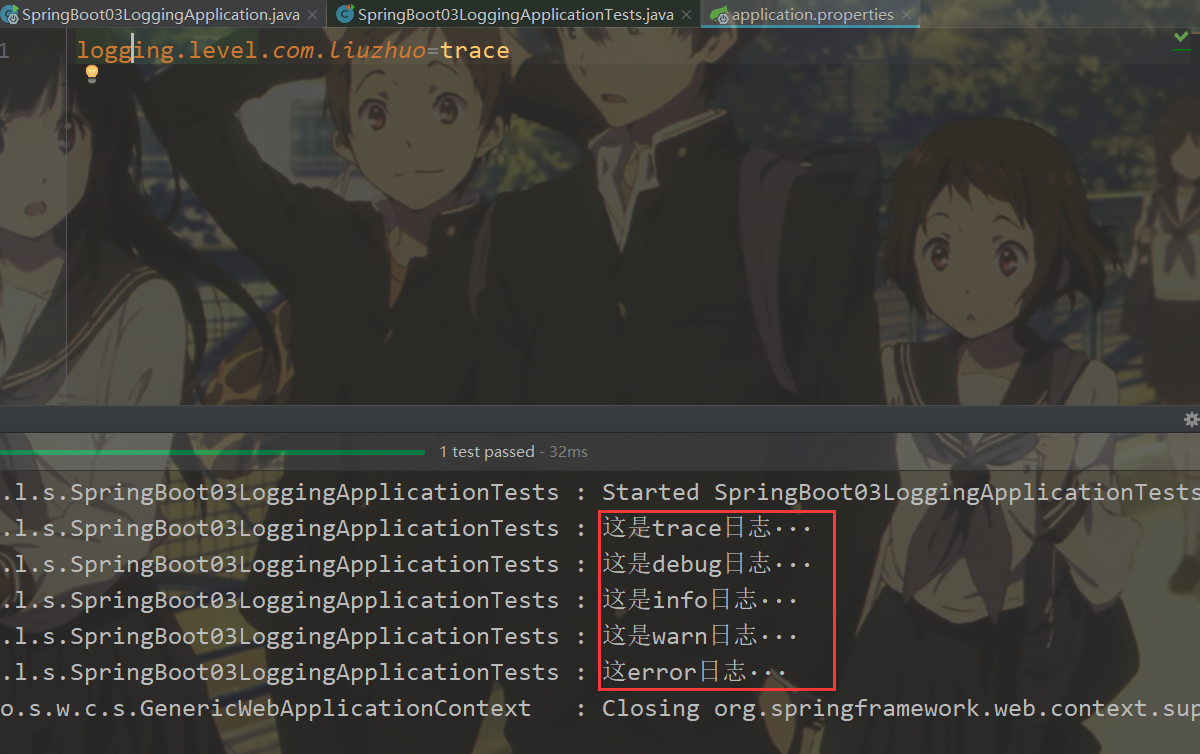 SpringBoot03LoggingApplication.java SpringBoot03LoggingApplicationTests.java application.properties
1 logging.level.com.liuzhuo=trace
1 test passed - 32ms
.l.s.SpringBoot03LoggingApplicationTests : Started SpringBoot03LoggingApplicationTests
.l.s.SpringBoot03LoggingApplicationTests : 这是trace日志···
.l.s.SpringBoot03LoggingApplicationTests : 这是debug日志···
.l.s.SpringBoot03LoggingApplicationTests : 这是info日志···
.l.s.SpringBoot03LoggingApplicationTests : 这是warn日志···
.l.s.SpringBoot03LoggingApplicationTests : 这error日志···
o.s.w.c.s.GenericWebApplicationContext : Closing org.springframework.web.context.sup